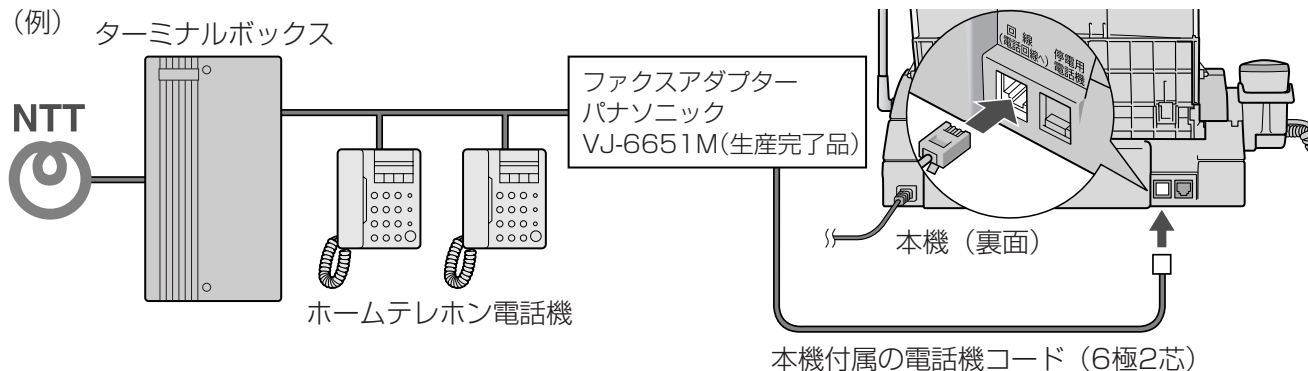 （例）
ターミナルボックス
NTT
ファクスアダプター
パナソニック
VJ-6651M（生産完了品）
ホームテレホン電話機
回線
（電話回線へ）
停電用
電話機
本機（裏面）
本機付属の電話機コード（6極2芯）